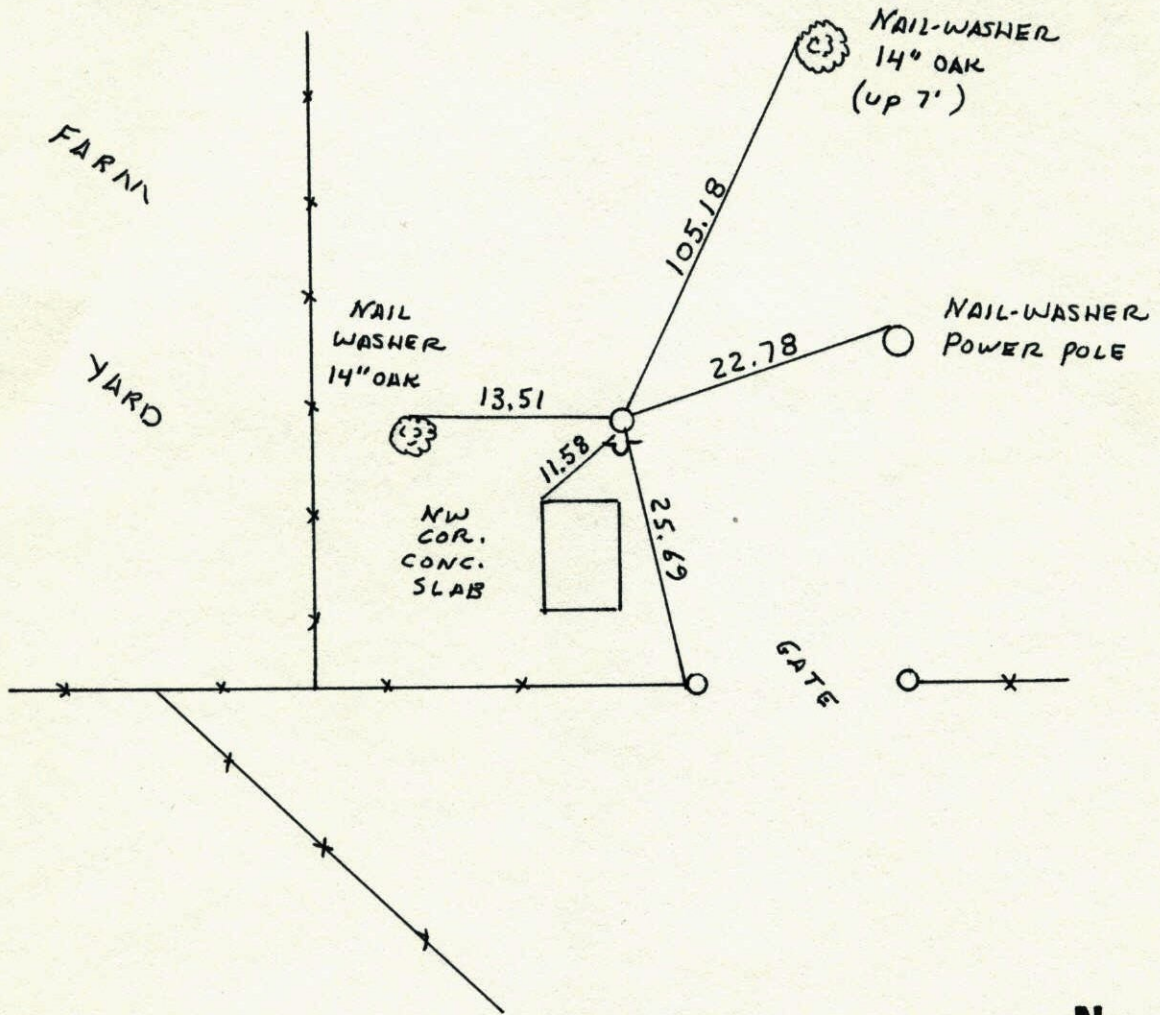 NAIL-WASHER
14" OAK
(UP 7')
FARM
105.18
NAIL
WASHER
14" OAK
NAIL-WASHER
POWER POLE
22.78
YARD
13.51
11.58
NW
COR.
CONC.
SLAB
25.69
GATE
N